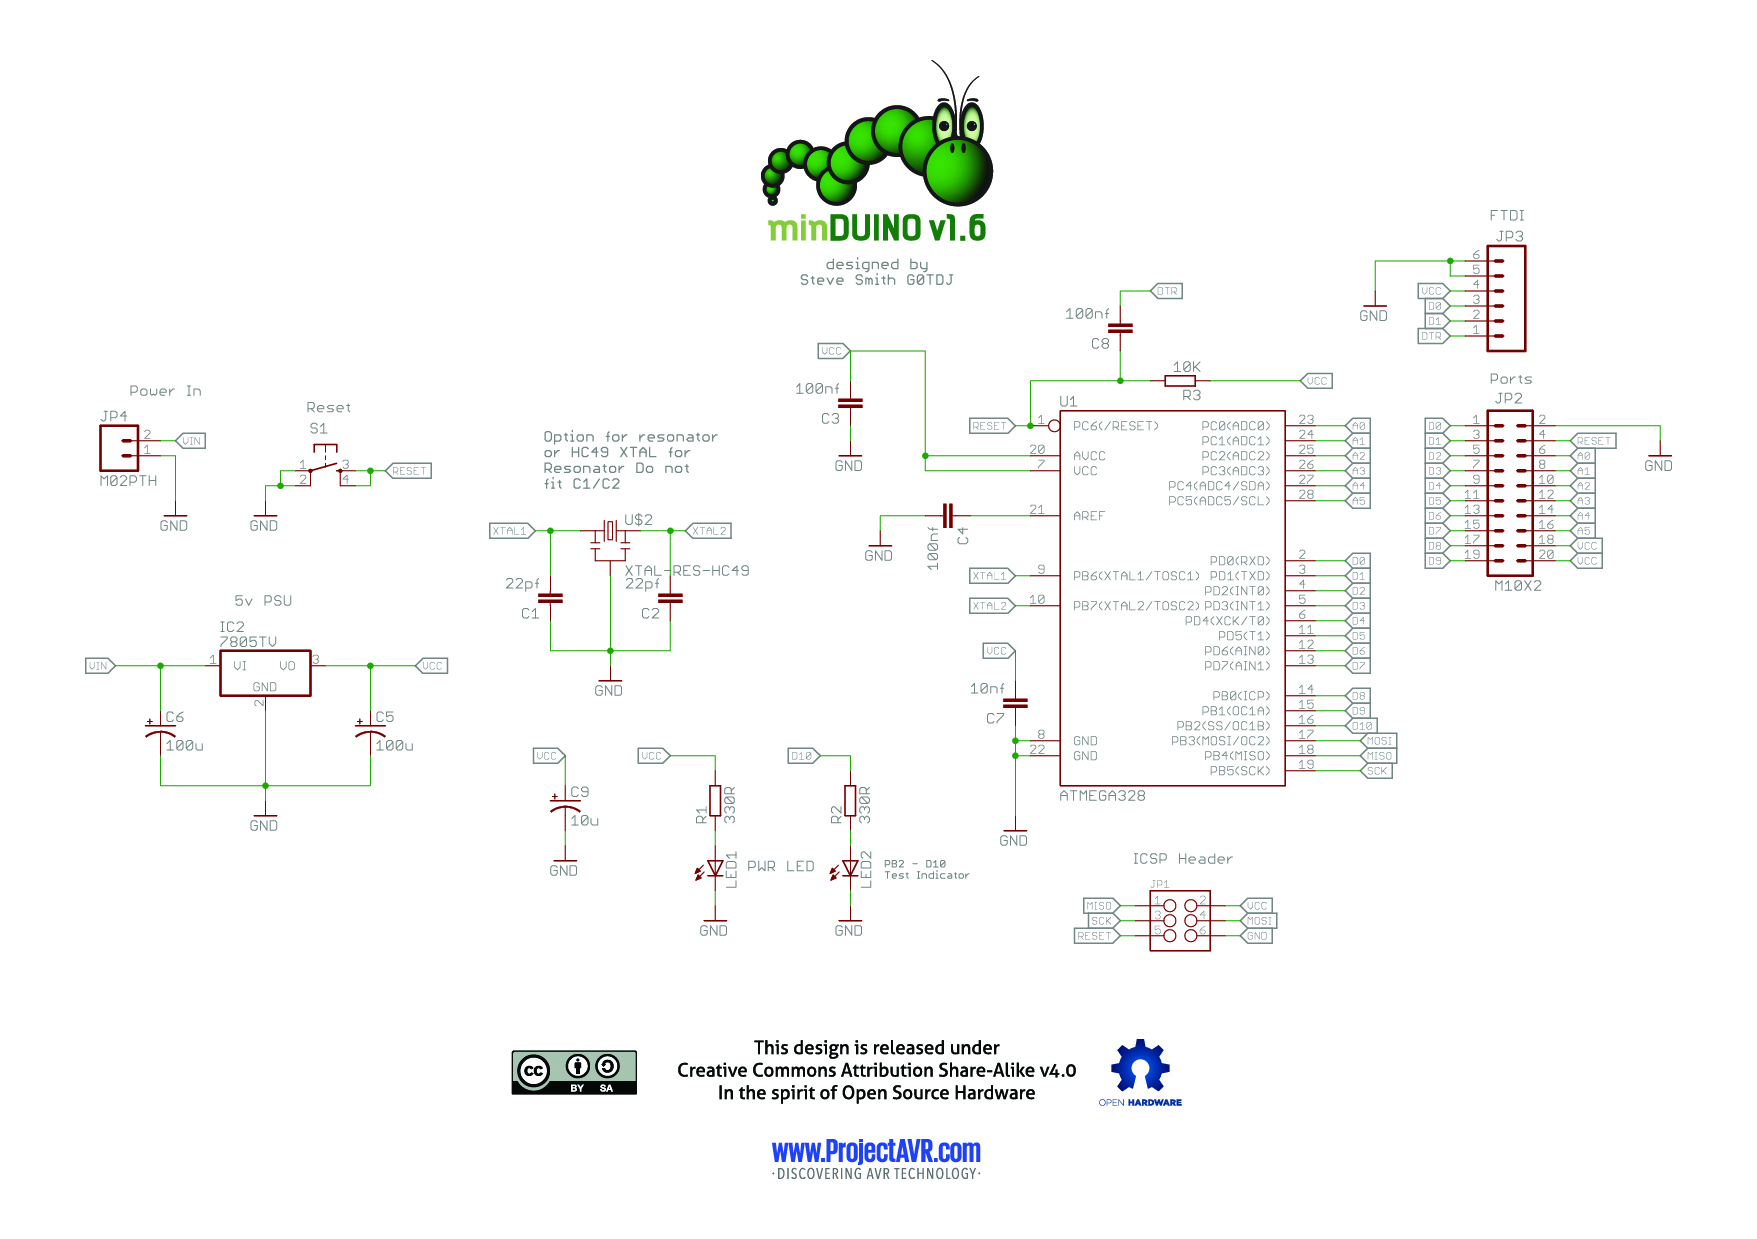 minDUINO v1.6
designed by
Steve Smith G0TDJ
FTDI
JP3
6
5
4
3
2
1
VCC
D0
D1
DTR
GND
DTR
100nf
C8
10K
R3
VCC
VCC
100nf
C3
GND
RESET
U1
1
PC6(/RESET)
20
AVCC
7
VCC
21
AREF
100nf
C4
GND
XTAL1
9
PB6(XTAL1/TOSC1)
XTAL2
10
PB7(XTAL2/TOSC2)
VCC
10nf
C7
8
GND
22
GND
GND
ATMEGA328
PC0(ADC0) 23 A0
PC1(ADC1) 24 A1
PC2(ADC2) 25 A2
PC3(ADC3) 26 A3
PC4(ADC4/SDA) 27 A4
PC5(ADC5/SCL) 28 A5
PD0(RXD) 2 D0
PD1(TXD) 3 D1
PD2(INT0) 4 D2
PD3(INT1) 5 D3
PD4(XCK/T0) 6 D4
PD5(T1) 11 D5
PD6(AIN0) 12 D6
PD7(AIN1) 13 D7
PB0(ICP) 14 D8
PB1(OC1A) 15 D9
PB2(SS/OC1B) 16 D10
PB3(MOSI/OC2) 17 MOSI
PB4(MISO) 18 MISO
PB5(SCK) 19 SCK
Ports
JP2
D0 1 2
D1 3 4 RESET
D2 5 6 A0
D3 7 8 A1
D4 9 10 A2
D5 11 12 A3
D6 13 14 A4
D7 15 16 A5
D8 17 18 VCC
D9 19 20 VCC
M10X2
GND
Power In
JP4
2 VIN
1
M02PTH
GND
Reset
S1
1 3
2 4
RESET
GND
Option for resonator
or HC49 XTAL for
Resonator Do not
fit C1/C2
XTAL1
U$2
XTAL2
XTAL-RES-HC49
22pf
C1
22pf
C2
GND
5v PSU
IC2
7805TV
VIN
1
VI
VO
3
VCC
GND
2
C6
100u
C5
100u
GND
VCC
C9
10u
GND
VCC
R1
330R
LED1
PWR LED
GND
D10
R2
330R
LED2
PB2 - D10
Test Indicator
GND
ICSP Header
JP1
MISO 1 2 VCC
SCK 3 4 MOSI
RESET 5 6 GND
cc
BY SA
This design is released under
Creative Commons Attribution Share-Alike v4.0
In the spirit of Open Source Hardware
OPEN HARDWARE
www.ProjectAVR.com
·DISCOVERING AVR TECHNOLOGY·